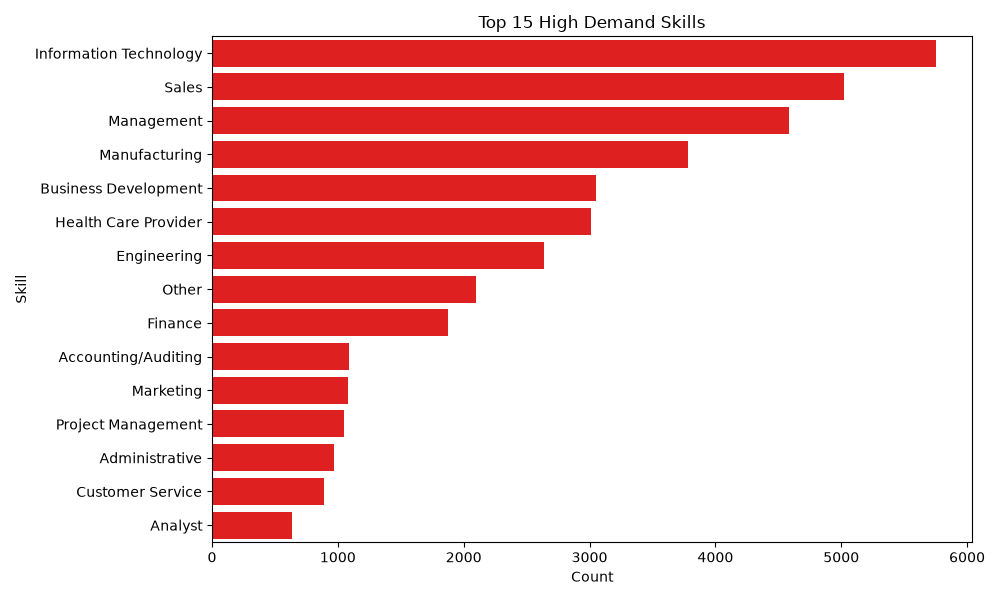 Top 15 High Demand Skills
Information Technology
Sales
Management
Manufacturing
Business Development
Health Care Provider
Engineering
Other
Finance
Accounting/Auditing
Marketing
Project Management
Administrative
Customer Service
Analyst
Skill
0 1000 2000 3000 4000 5000 6000
Count